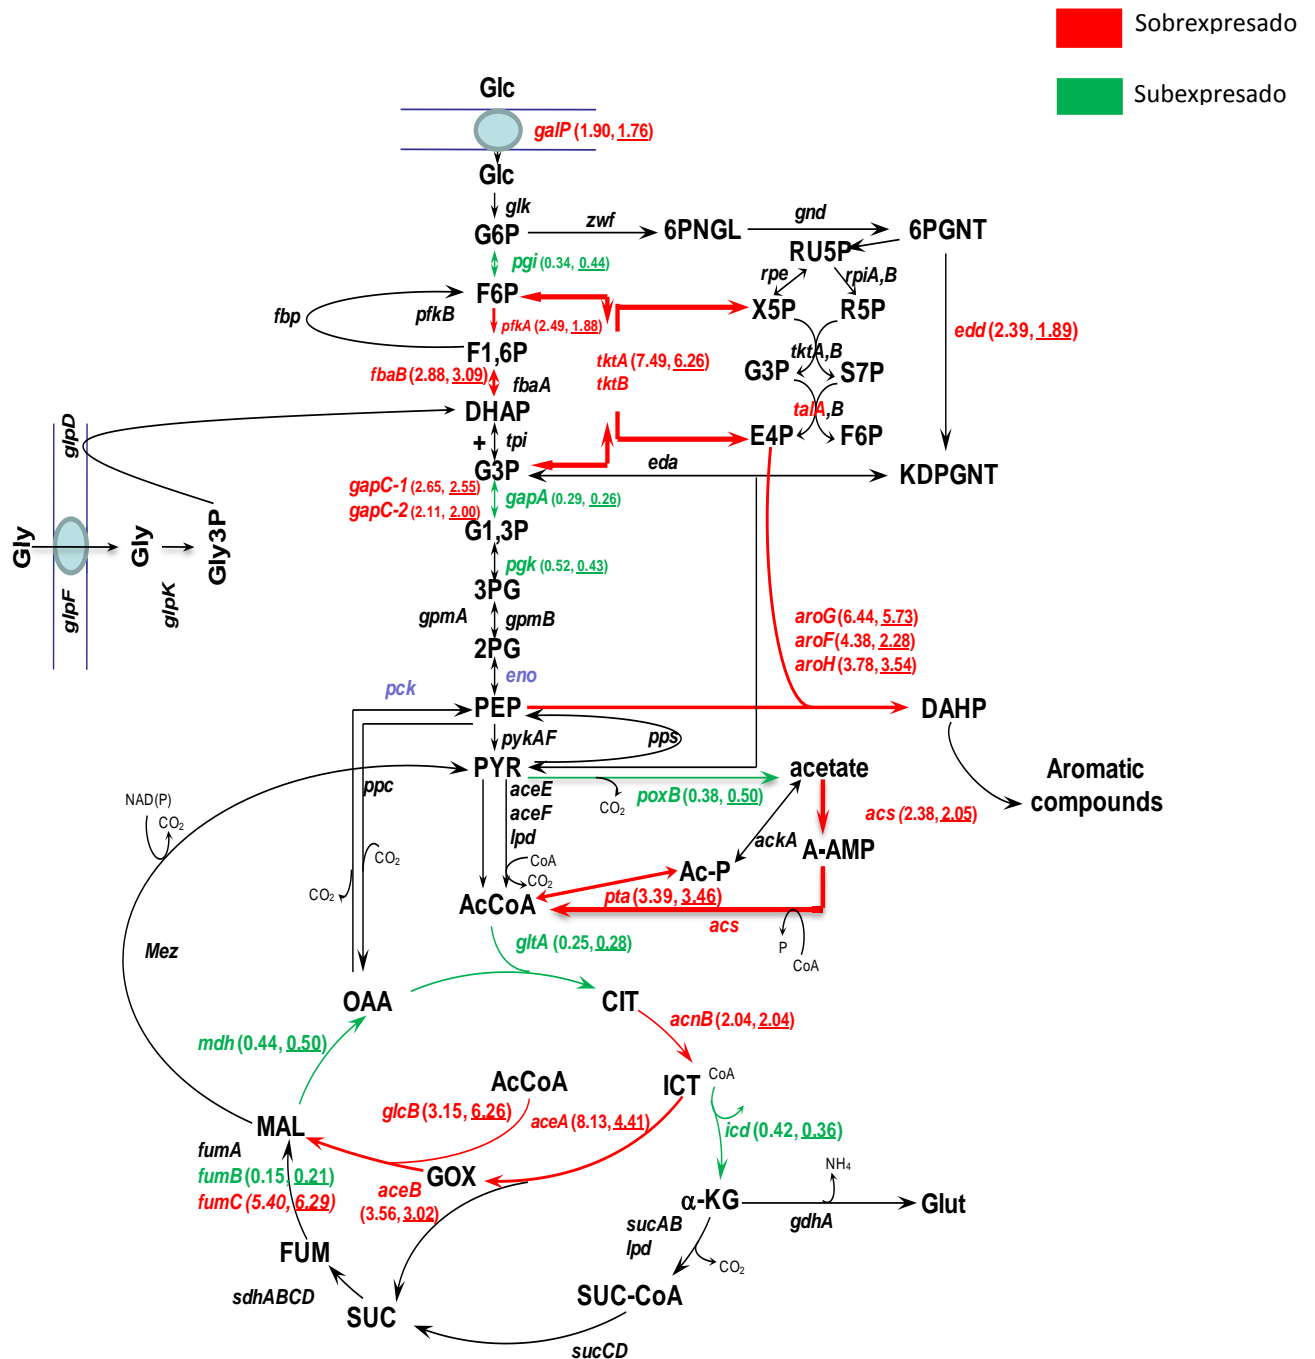 Sobrexpresado
Subexpresado
Glc
galP (1.90, 1.76)
Glc
glk
G6P
zwf
6PNGL
gnd
6PGNT
RU5P
pgi (0.34, 0.44)
rpe
rpiA,B
F6P
X5P
R5P
fbp
pfkB
pfkA (2.49, 1.88)
edd (2.39, 1.89)
F1,6P
tktA (7.49, 6.26)
tktB
tktA,B
G3P
S7P
fbaB (2.88, 3.09)
fbaA
DHAP
talA,B
glpD
+
tpi
E4P
F6P
G3P
eda
KDPGNT
gapC-1 (2.65, 2.55)
gapC-2 (2.11, 2.00)
gapA (0.29, 0.26)
G1,3P
Gly
Gly
Gly3P
glpF
glpK
pgk (0.52, 0.43)
3PG
gpmA
gpmB
aroG (6.44, 5.73)
aroF (4.38, 2.28)
aroH (3.78, 3.54)
2PG
pck
eno
PEP
DAHP
pykAF
pps
PYR
acetate
ppc
aceE
aceF
lpd
CO2
poxB (0.38, 0.50)
Aromatic
compounds
NAD(P)
CO2
acs (2.38, 2.05)
ackA
A-AMP
CO2
CoA
CO2
Ac-P
CO2
pta (3.39, 3.46)
AcCoA
acs
Mez
gltA (0.25, 0.28)
P
CoA
OAA
CIT
acnB (2.04, 2.04)
mdh (0.44, 0.50)
AcCoA
ICT
CoA
glcB (3.15, 6.26)
aceA (8.13, 4.41)
icd (0.42, 0.36)
MAL
fumA
fumB (0.15, 0.21)
fumC (5.40, 6.29)
GOX
aceB
(3.56, 3.02)
NH4
α-KG
gdhA
Glut
sucAB
lpd
FUM
CO2
sdhABCD
SUC
SUC-CoA
sucCD